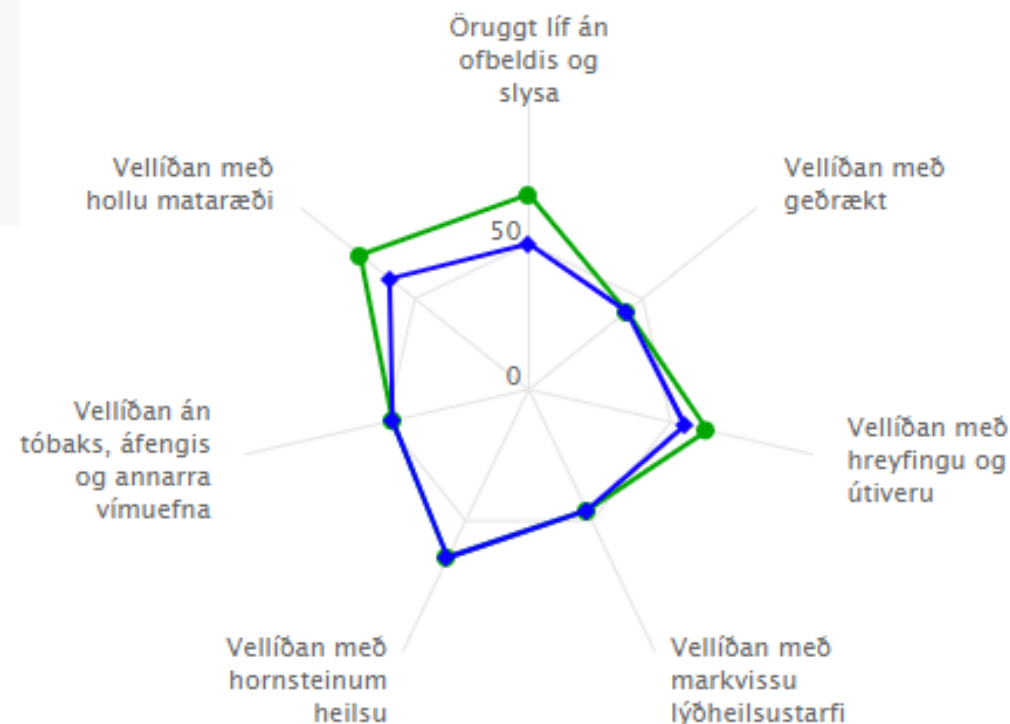 Öruggt líf án
ofbeldis og
slysa
Vellíðan með
geðrækt
Vellíðan með
hreyfingu og
útiveru
Vellíðan með
markvissu
lýðheilsustarfi
Vellíðan með
hornsteinum
heilsu
Vellíðan án
tóbaks, áfengis
og annarra
vímuefna
Vellíðan með
hollu mataræði
50
0